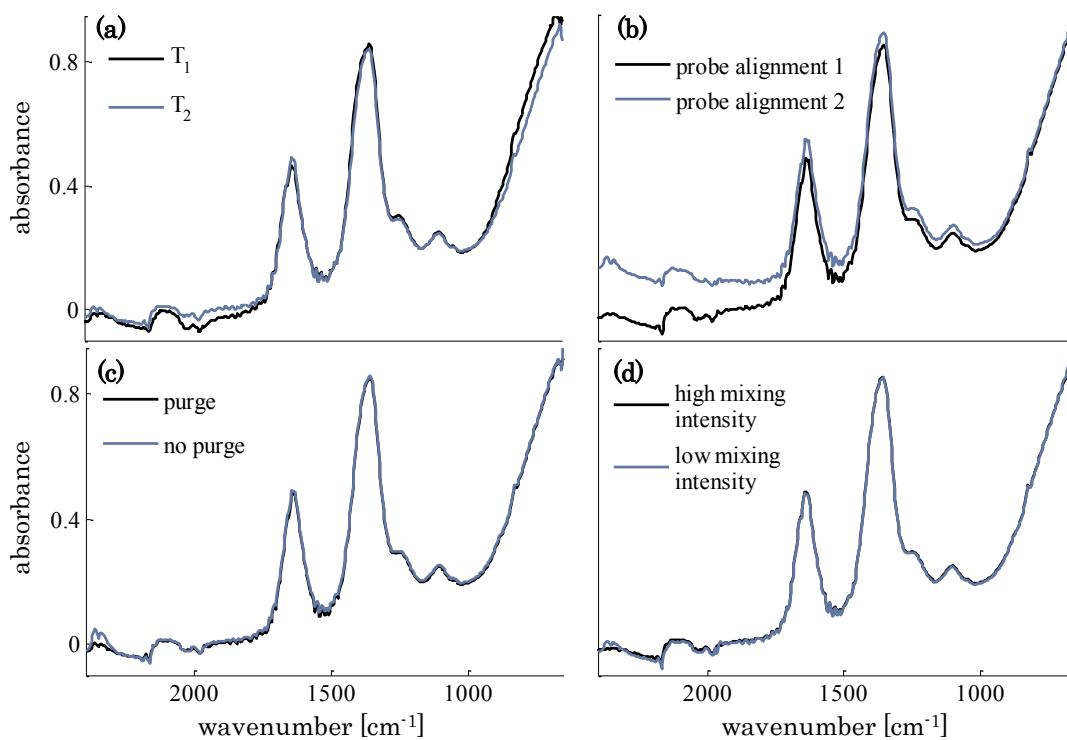 (a)
T1
T2
0.8
0.4
0
absorbance
(b)
probe alignment 1
probe alignment 2
(c)
purge
no purge
0.8
0.4
0
absorbance
2000
1500
1000
wavenumber [cm-1]
(d)
high mixing
intensity
low mixing
intensity
2000
1500
1000
wavenumber [cm-1]